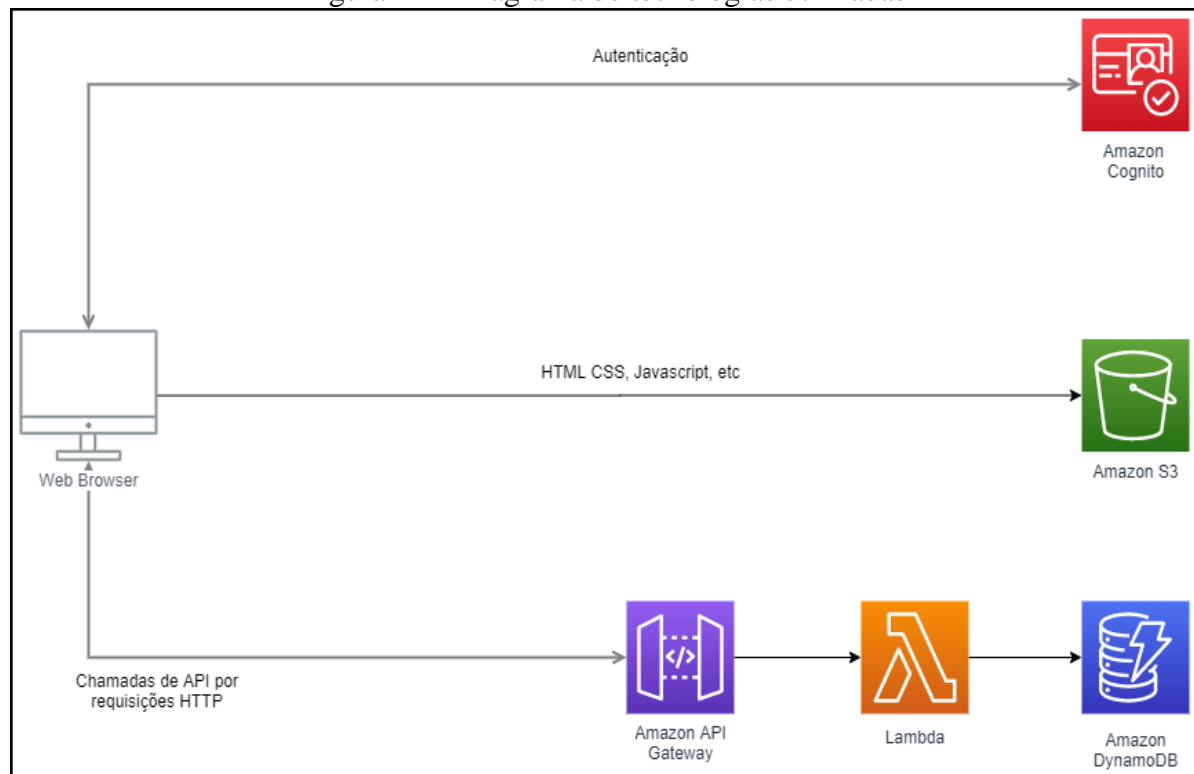 Autenticação
Amazon
Cognito
HTML CSS, Javascript, etc
Web Browser
Amazon S3
Chamadas de API por
requisições HTTP
Amazon API
Gateway
Lambda
Amazon
DynamoDB